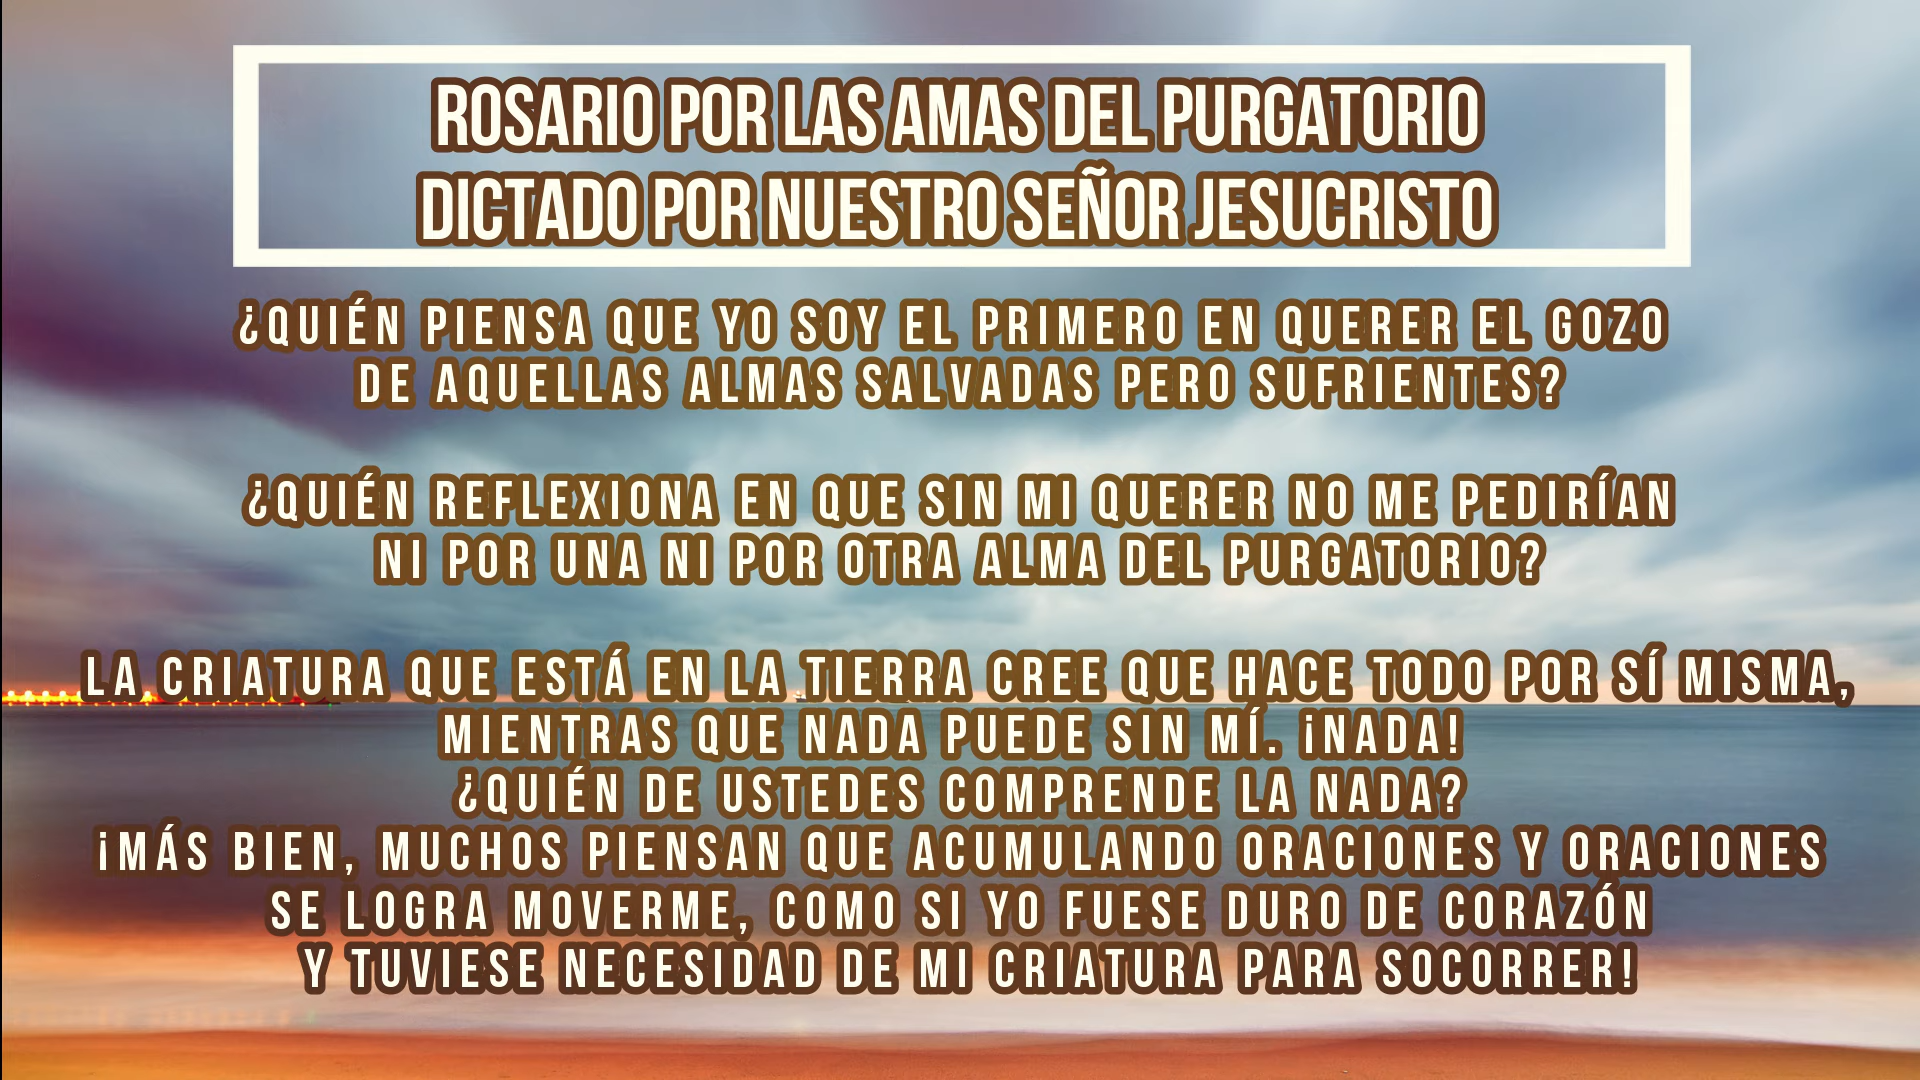 ROSARIO POR LAS AMAS DEL PURGATORIO
DICTADO POR NUESTRO SEÑOR JESUCRISTO
¿QUIÉN PIENSA QUE YO SOY EL PRIMERO EN QUERER EL GOZO
DE AQUELLAS ALMAS SALVADAS PERO SUFRIENTES?
¿QUIÉN REFLEXIONA EN QUE SIN MI QUERER NO ME PEDIRÍAN
NI POR UNA NI POR OTRA ALMA DEL PURGATORIO?
LA CRIATURA QUE ESTÁ EN LA TIERRA CREE QUE HACE TODO POR SÍ MISMA,
MIENTRAS QUE NADA PUEDE SIN MÍ. ¡NADA!
¿QUIÉN DE USTEDES COMPRENDE LA NADA?
¡MÁS BIEN, MUCHOS PIENSAN QUE ACUMULANDO ORACIONES Y ORACIONES
SE LOGRA MOVERME, COMO SI YO FUESE DURO DE CORAZÓN
Y TUVIESE NECESIDAD DE MI CRIATURA PARA SOCORRER!